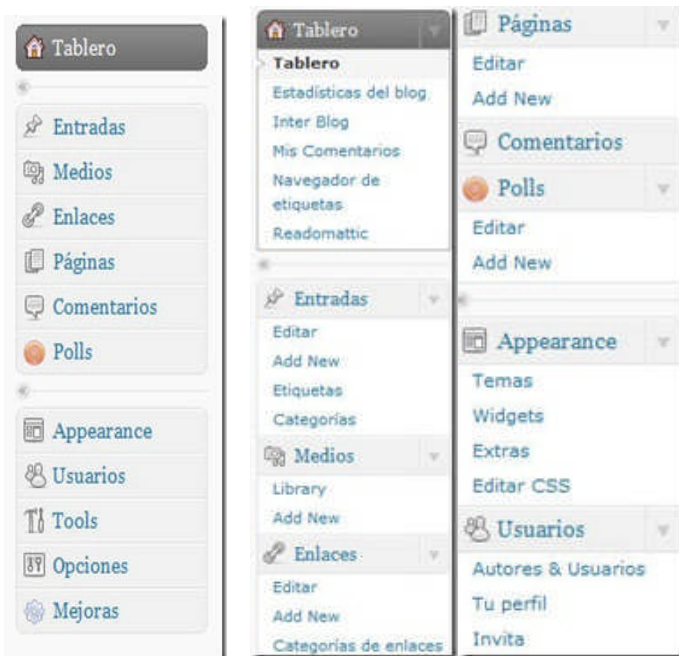 Tablero
Entradas
Medios
Enlaces
Páginas
Comentarios
Polls
Appearance
Usuarios
Tools
Opciones
Mejoras
Tablero
Tablero
Estadísticas del blog
Inter Blog
Mis Comentarios
Navegador de
etiquetas
Readomattic
Entradas
Editar
Add New
Etiquetas
Categorías
Medios
Library
Add New
Enlaces
Editar
Add New
Categorías de enlaces
Páginas
Editar
Add New
Comentarios
Polls
Editar
Add New
Appearance
Temas
Widgets
Extras
Editar CSS
Usuarios
Autores & Usuarios
Tu perfil
Invita